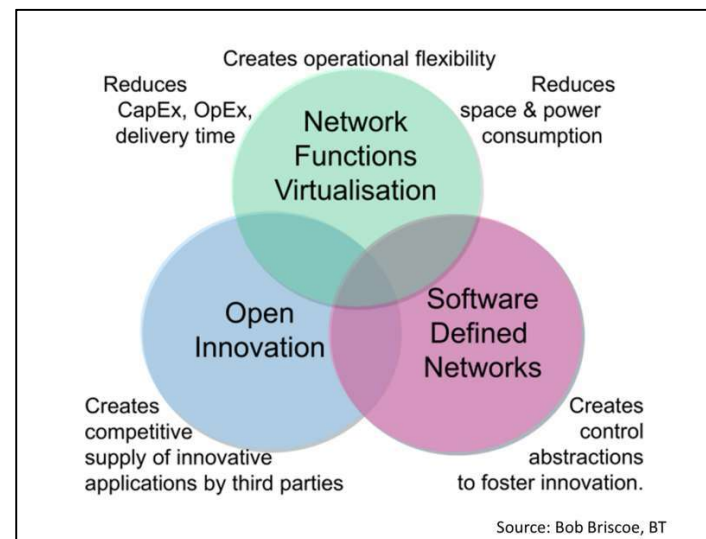 Creates operational flexibility
Reduces
CapEx, OpEx,
delivery time
Reduces
space & power
consumption
Network
Functions
Virtualisation
Open
Innovation
Software
Defined
Networks
Creates
competitive
supply of innovative
applications by third parties
Creates
control
abstractions
to foster innovation.
Source: Bob Briscoe, BT